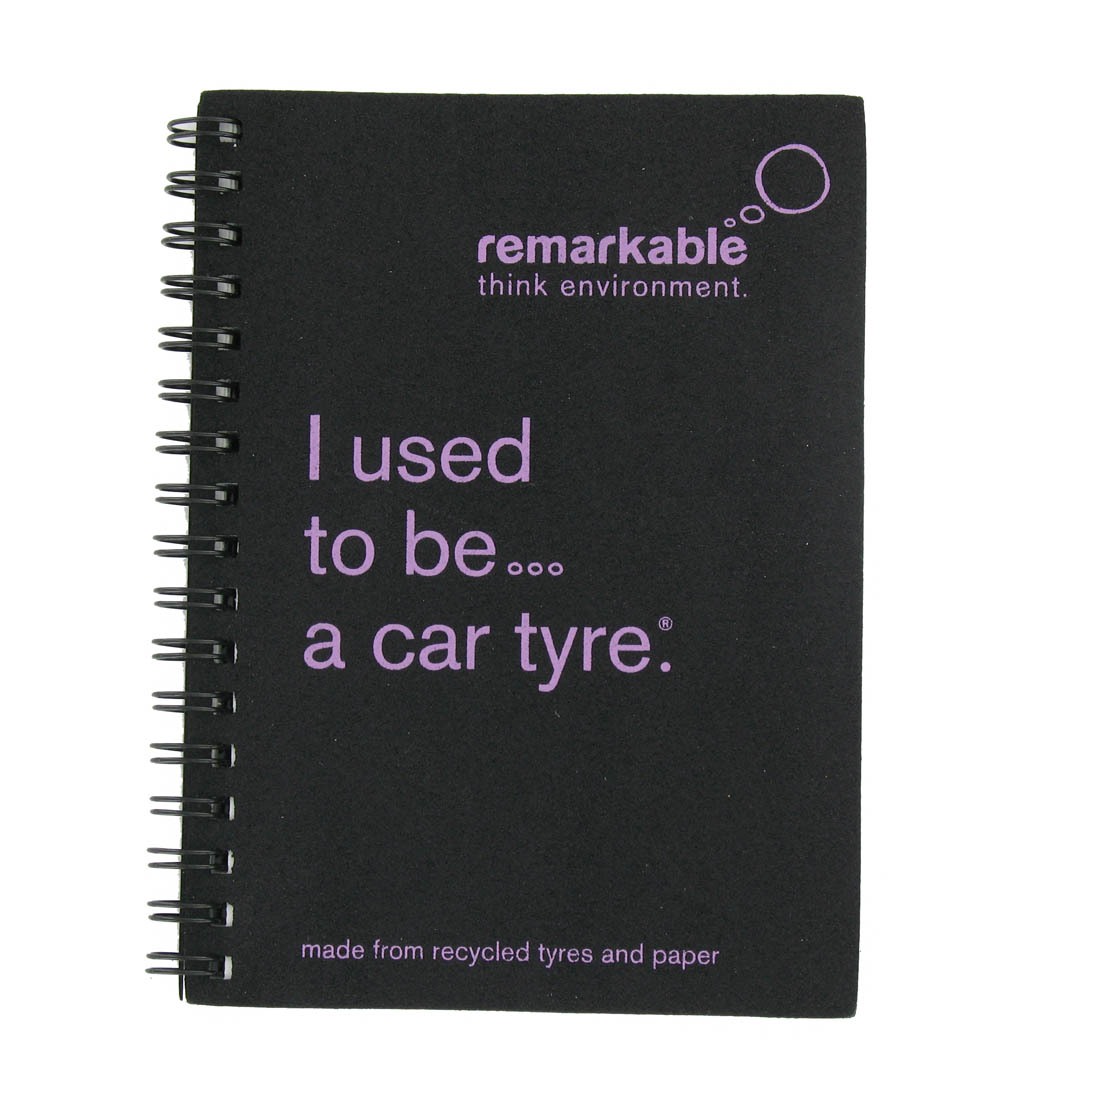 remarkable
think environment.
I used
to be...
a car tyre.®
made from recycled tyres and paper